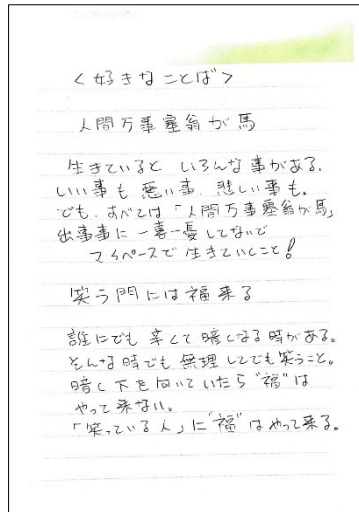 ＜好きなことば＞
人間万事塞翁が馬
生きていると いろんな事がある。
いい事も 悪い事、悲しい事も。
でも、すべては「人間万事塞翁が馬」
出事事に一喜一憂してないで
マイペースで生きていくこと！
笑う門には福来る
誰にでも 辛くて暗くなる時がある。
そんな時でも 無理してでも笑うこと。
暗く下を向いていたら“福”は
やって来ない。
「笑っている人」に“福”はやって来る。